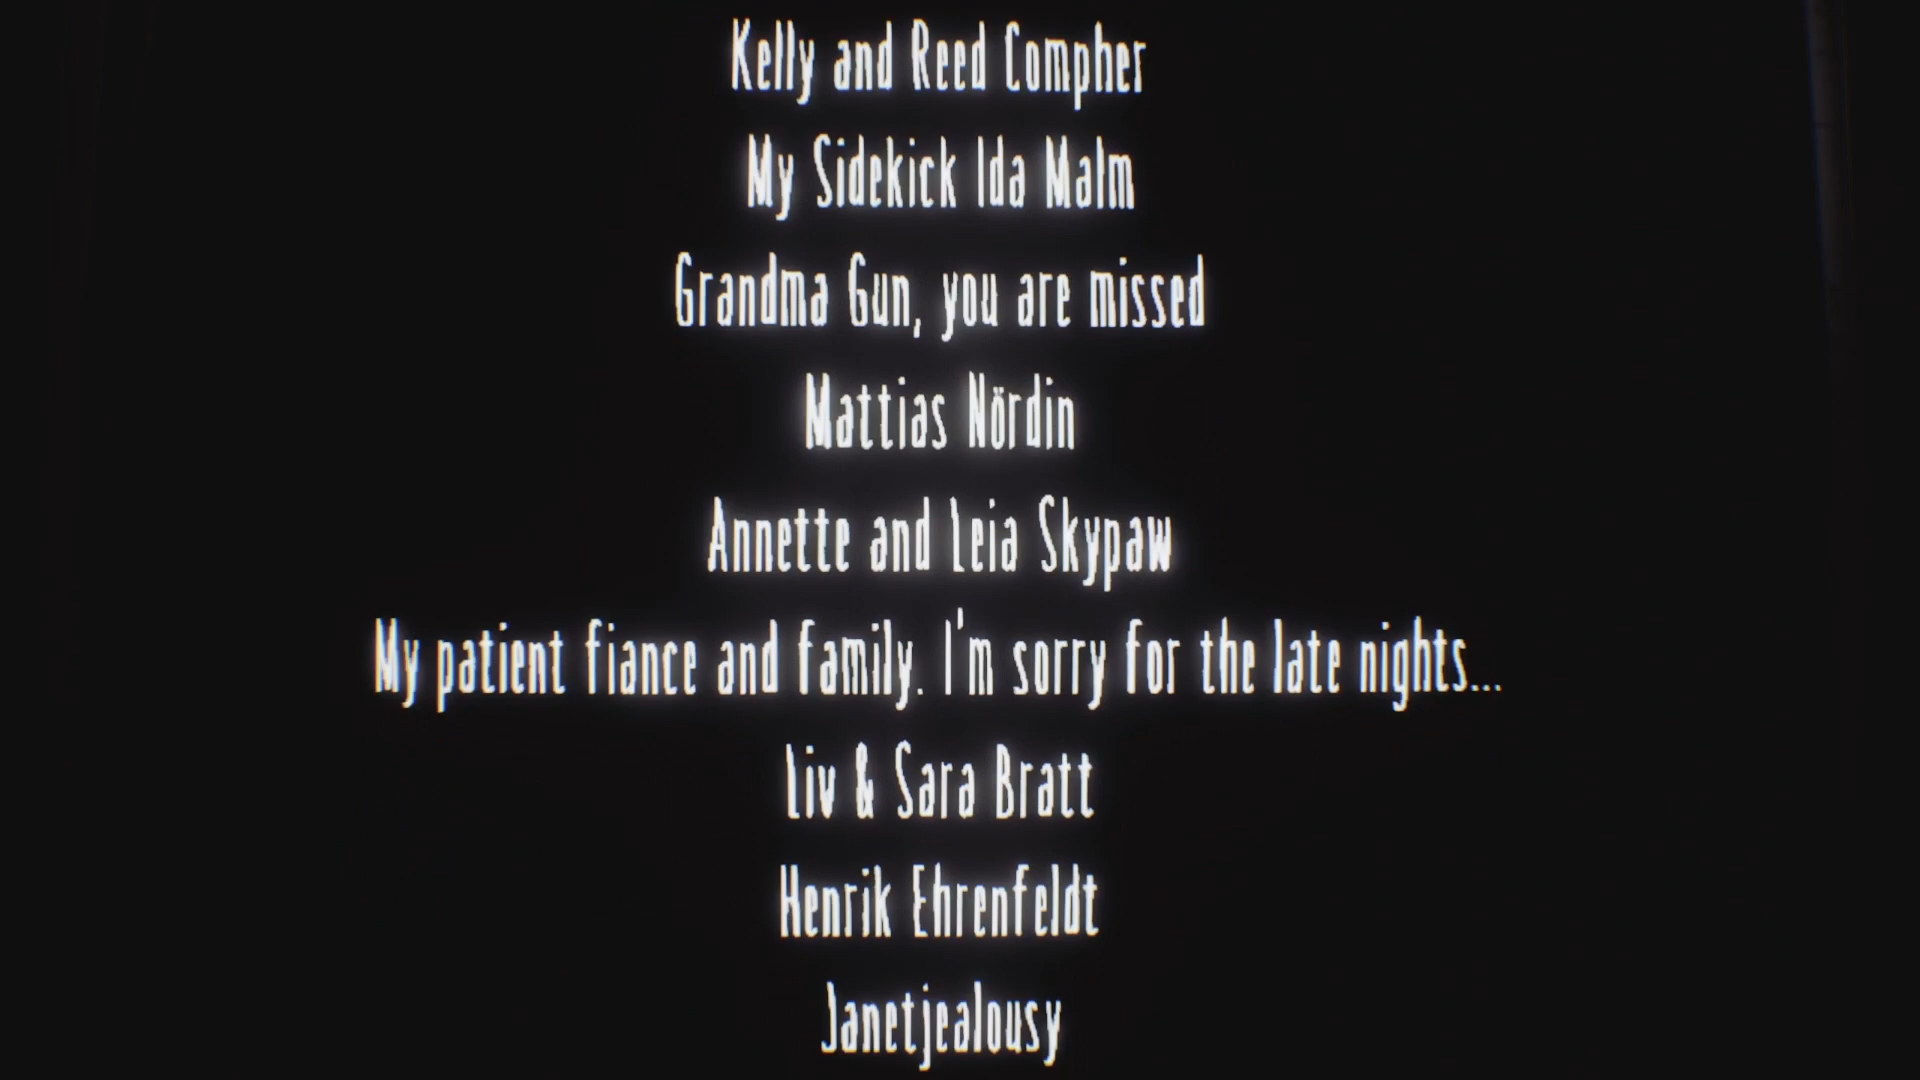 Kelly and Reed Compher
My Sidekick Ida Malm
Grandma Gun, you are missed
Mattias Nördin
Annette and Leia Skypaw
My patient fiance and family. I'm sorry for the late nights...
Liv & Sara Bratt
Henrik Ehrenfeldt
Janetjealousy